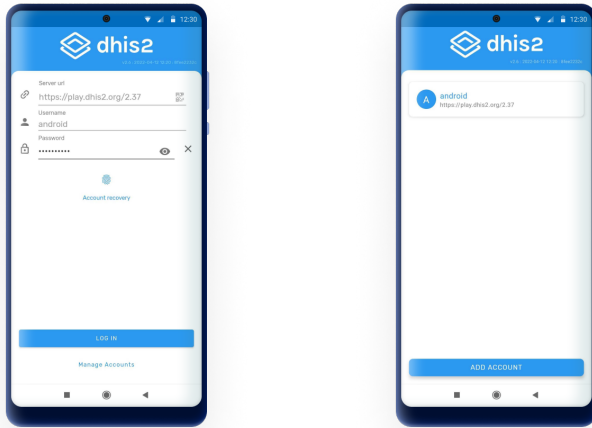 12:30
dhis2
Server url
https://play.dhis2.org/2.37
Username
android
Password
••••••••••
Account recovery
LOG IN
Manage Accounts
12:30
dhis2
A
android
https://play.dhis2.org/2.37
ADD ACCOUNT